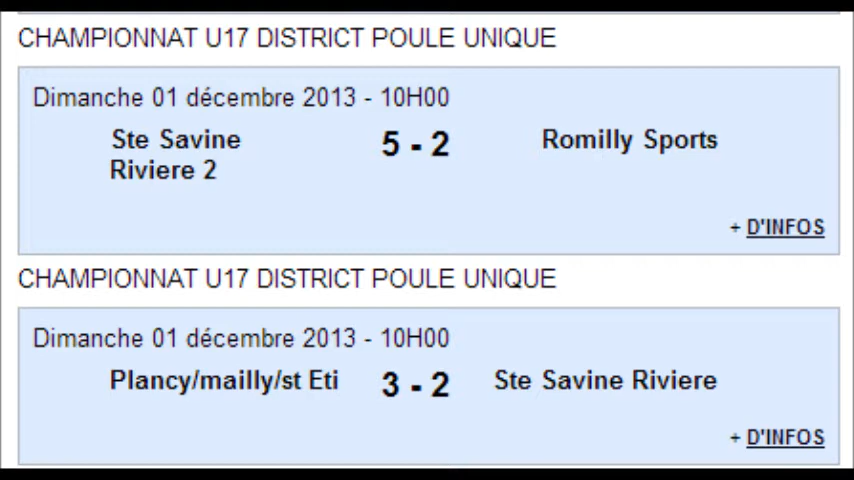 CHAMPIONNAT U17 DISTRICT POULE UNIQUE
Dimanche 01 décembre 2013 - 10H00
Ste Savine Riviere 2 5 - 2 Romilly Sports
+ D'INFOS
CHAMPIONNAT U17 DISTRICT POULE UNIQUE
Dimanche 01 décembre 2013 - 10H00
Plancy/mailly/st Eti 3 - 2 Ste Savine Riviere
+ D'INFOS